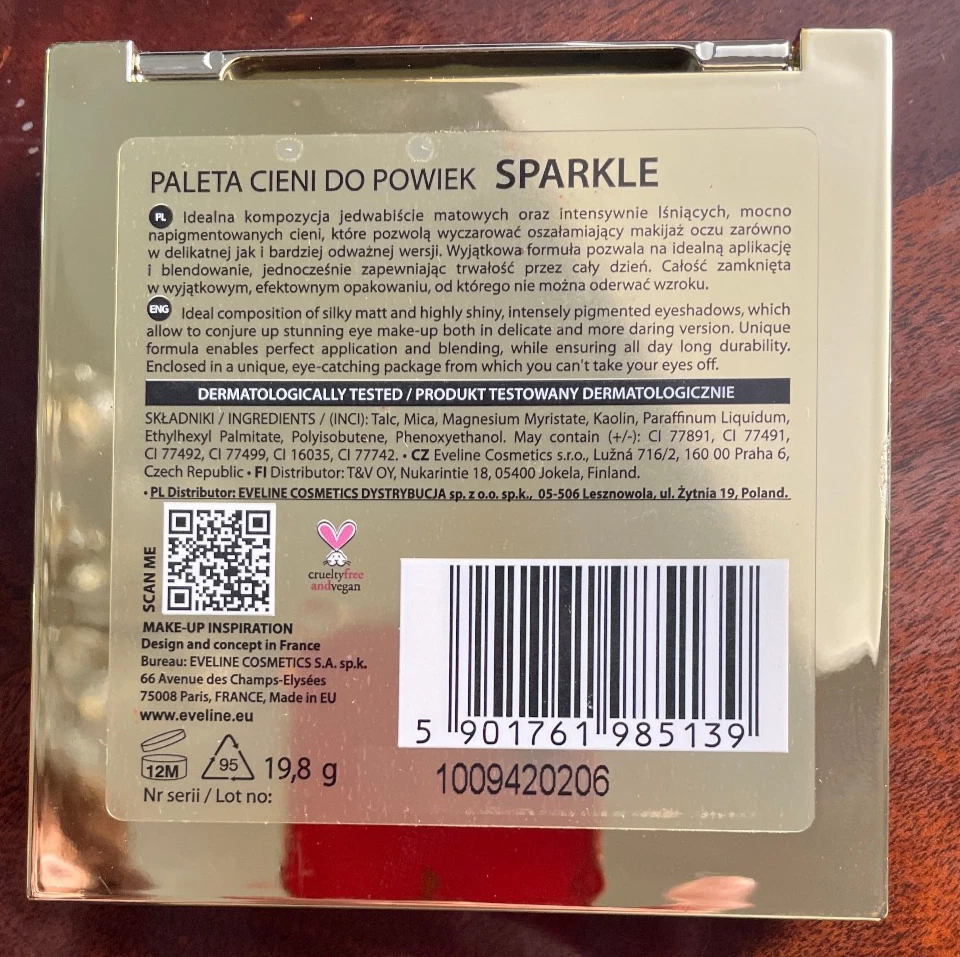 PALETA CIENI DO POWIEK SPARKLE
PL Idealna kompozycja jedwabiście matowych oraz intensywnie lśniących, mocno
napigmentowanych cieni, które pozwolą wyczarować oszałamiający makijaż oczu zarówno
w delikatnej jak i bardziej odważnej wersji. Wyjątkowa formuła pozwala na idealną aplikację
i blendowanie, jednocześnie zapewniając trwałość przez cały dzień. Całość zamknięta
w wyjątkowym, efektownym opakowaniu, od którego nie można oderwać wzroku.
ENG Ideal composition of silky matt and highly shiny, intensely pigmented eyeshadows, which
allow to conjure up stunning eye make-up both in delicate and more daring version. Unique
formula enables perfect application and blending, while ensuring all day long durability.
Enclosed in a unique, eye-catching package from which you can't take your eyes off.
DERMATOLOGICALLY TESTED / PRODUKT TESTOWANY DERMATOLOGICZNIE
SKŁADNIKI / INGREDIENTS / (INCI): Talc, Mica, Magnesium Myristate, Kaolin, Paraffinum Liquidum,
Ethylhexyl Palmitate, Polyisobutene, Phenoxyethanol. May contain (+/-): CI 77891, CI 77491,
CI 77492, CI 77499, CI 16035, CI 77742. • CZ Eveline Cosmetics s.r.o., Lužná 716/2, 160 00 Praha 6,
Czech Republic • FI Distributor: T&V OY, Nukarintie 18, 05400 Jokela, Finland.
• PL Distributor: EVELINE COSMETICS DYSTRYBUCJA sp. z o.o. sp.k., 05-506 Lesznowola, ul. Żytnia 19, Poland.
SCAN ME
crueltyfree
andvegan
MAKE-UP INSPIRATION
Design and concept in France
Bureau: EVELINE COSMETICS S.A. sp.k.
66 Avenue des Champs-Elysées
75008 Paris, FRANCE, Made in EU
www.eveline.eu
5 901761 985139
12M 95 19,8 g
1009420206
Nr serii / Lot no: